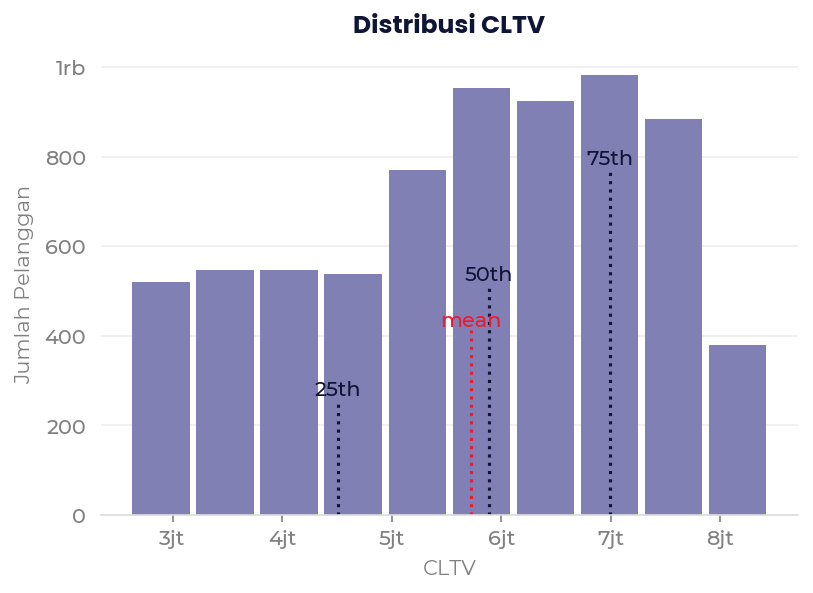 Distribusi CLTV
1rb
800
600
400
200
0
Jumlah Pelanggan
75th
50th
mean
25th
3jt 4jt 5jt 6jt 7jt 8jt
CLTV